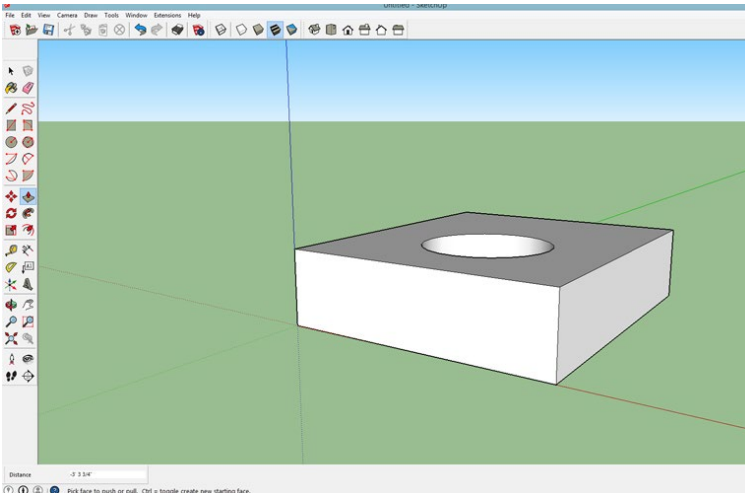 Untitled - SketchUp
File Edit View Camera Draw Tools Window Extensions Help
Distance -3' 3 3/4"
Pick face to push or pull. Ctrl = toggle create new starting face.